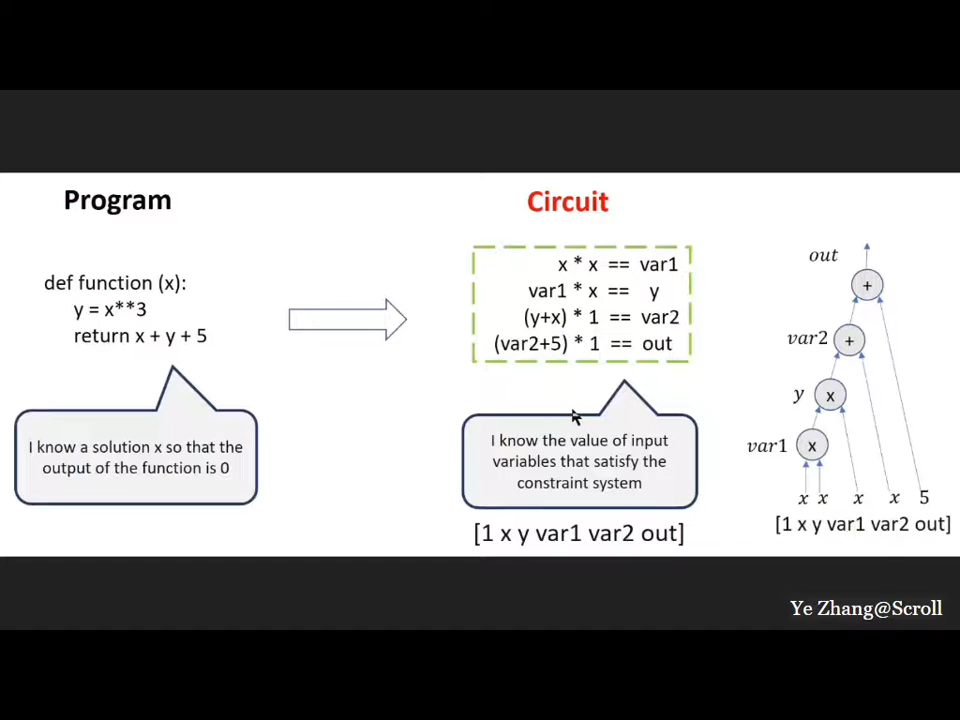 Program
def function (x):
y = x**3
return x + y + 5
I know a solution x so that the
output of the function is 0
Circuit
x * x == var1
var1 * x == y
(y+x) * 1 == var2
(var2+5) * 1 == out
I know the value of input
variables that satisfy the
constraint system
[1 x y var1 var2 out]
out
+
var2 +
y x
var1 x
x x x x 5
[1 x y var1 var2 out]
Ye Zhang@Scroll